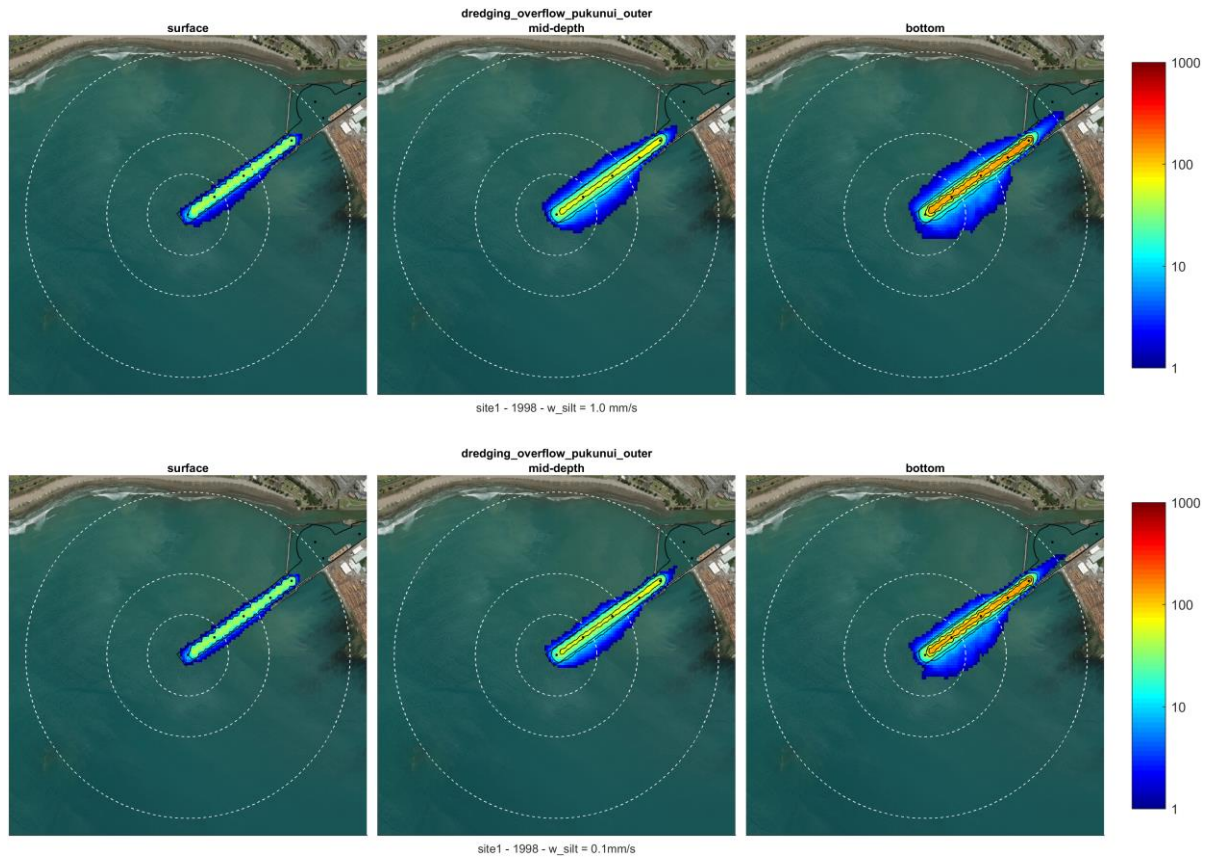 dredging_overflow_pukunui_outer
surface mid-depth bottom
1000
100
10
1
site1 - 1998 - w_silt = 1.0 mm/s
dredging_overflow_pukunui_outer
surface mid-depth bottom
1000
100
10
1
site1 - 1998 - w_silt = 0.1mm/s